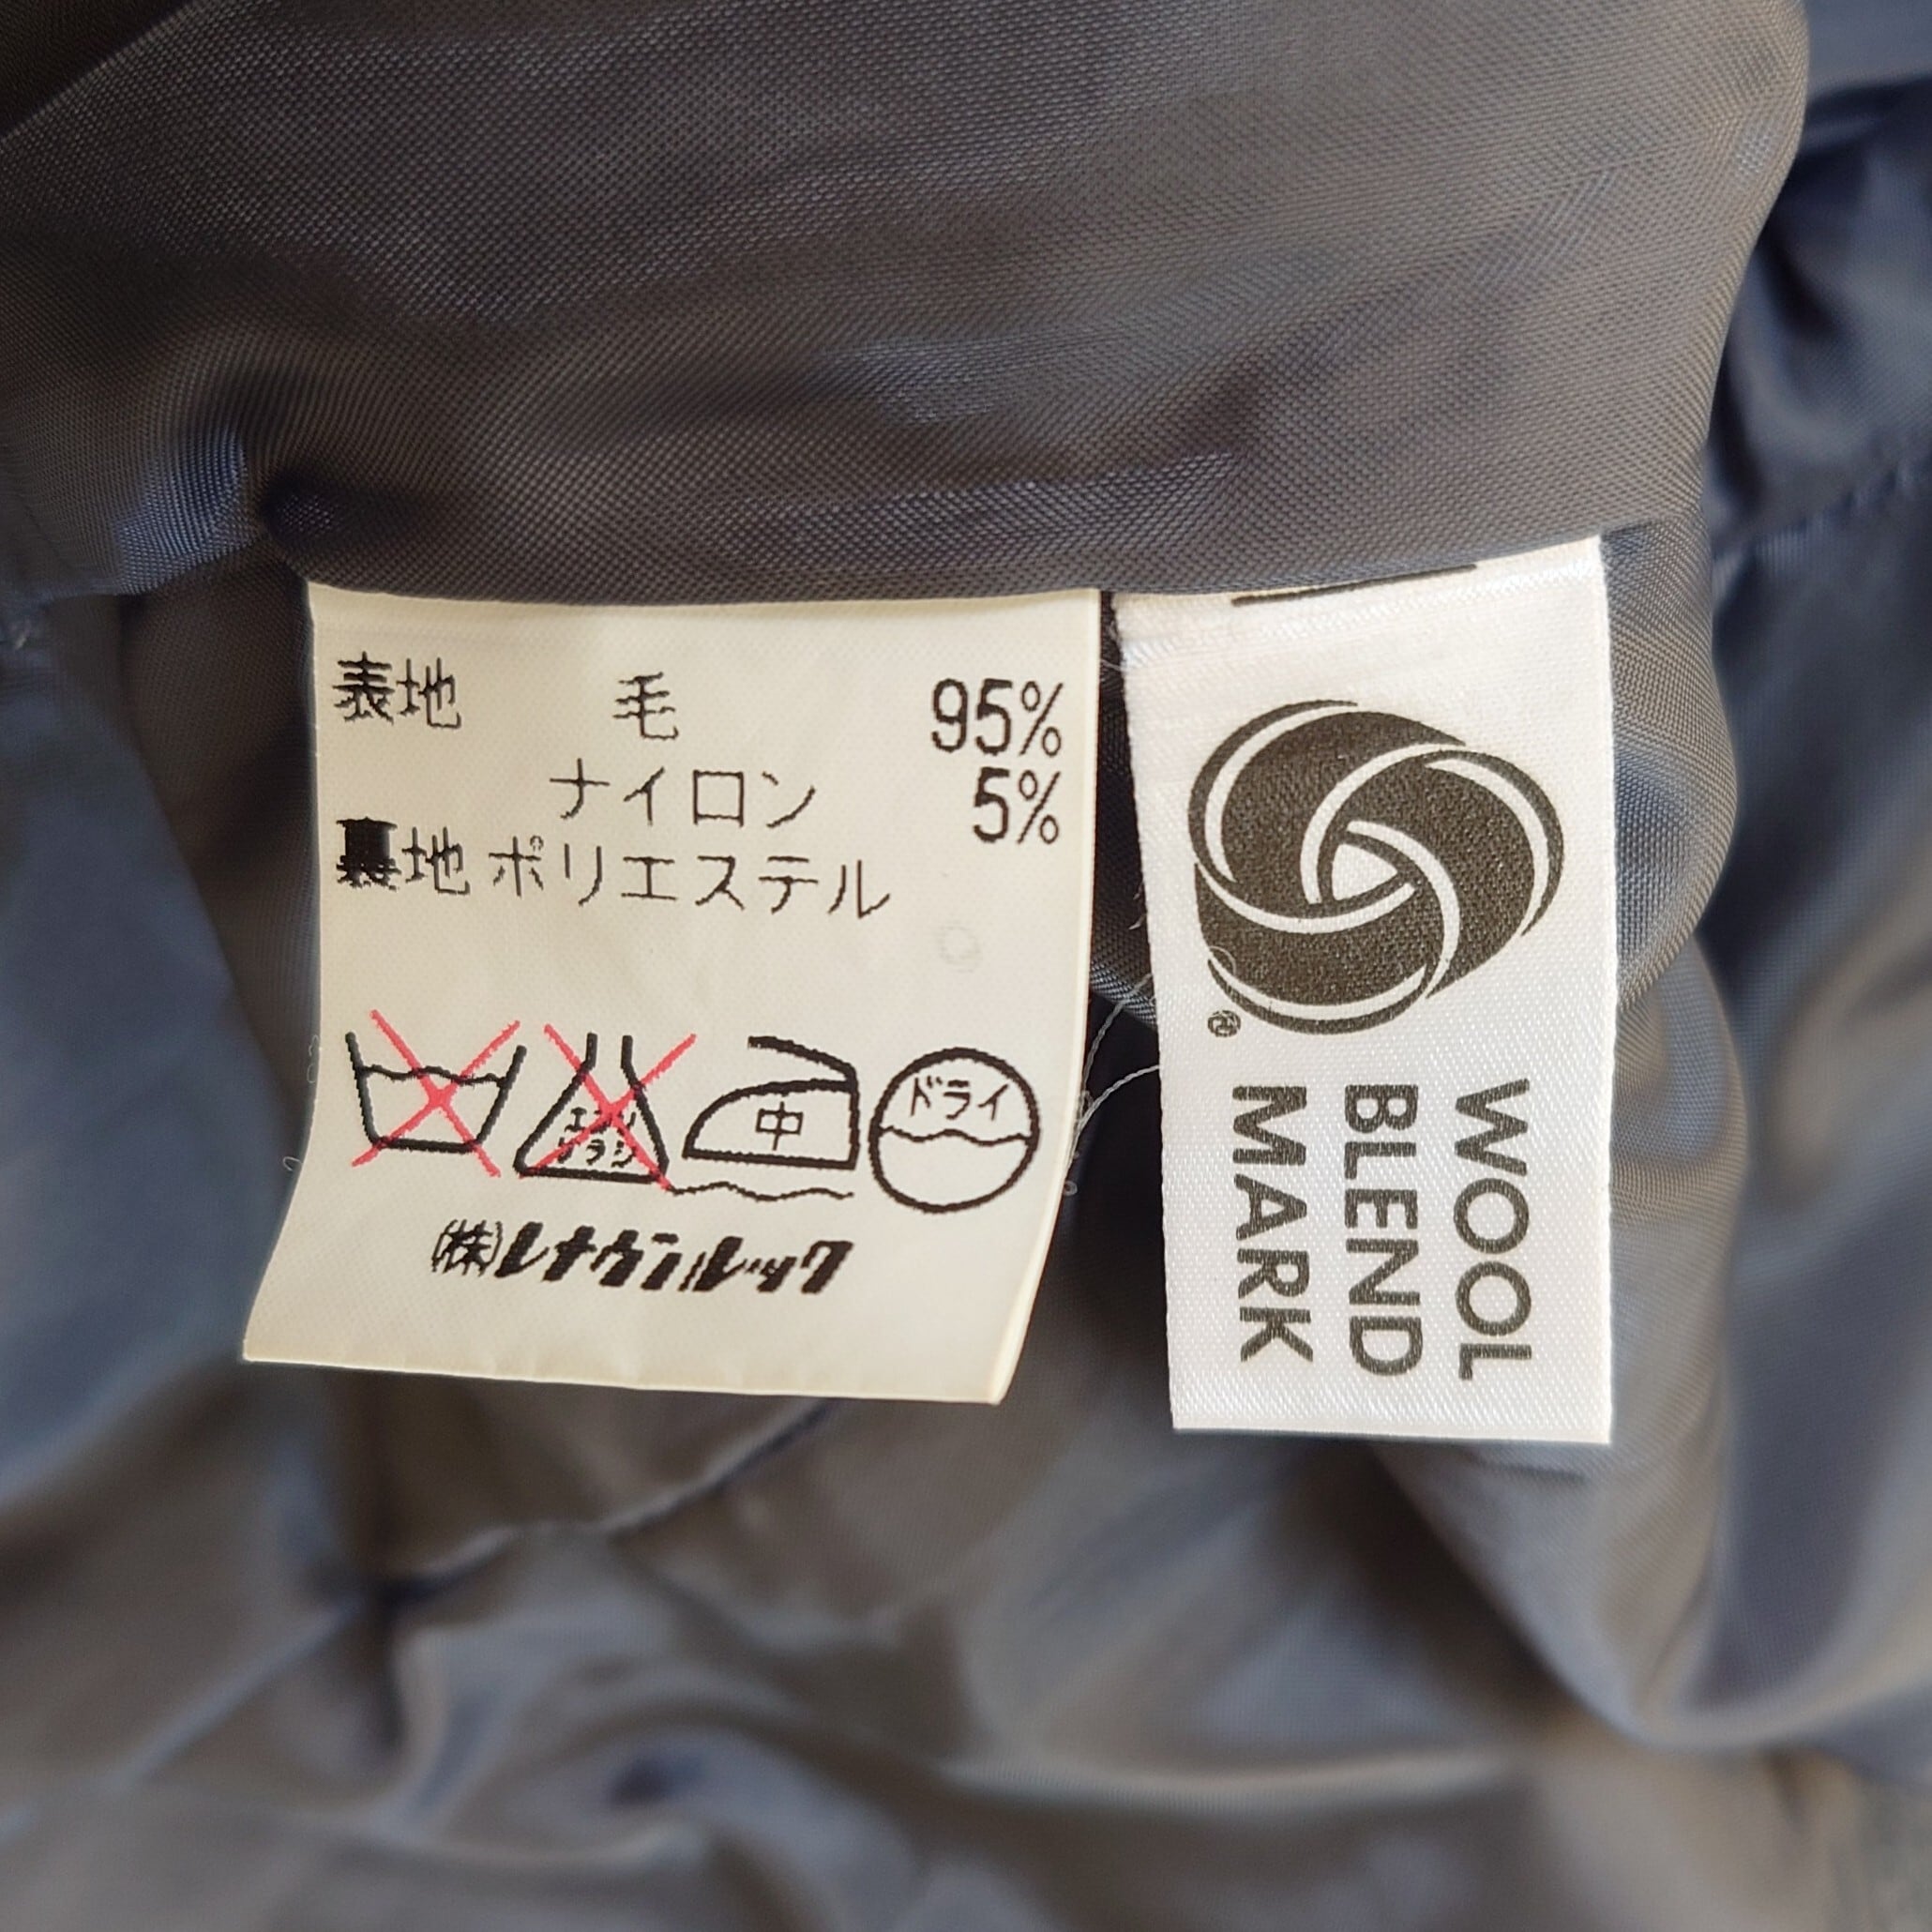 表地 毛 95%
ナイロン 5%
裏地 ポリエステル
エンソ
サラシ
中
ドライ
(株)レナウンルック
®
WOOL
BLEND
MARK